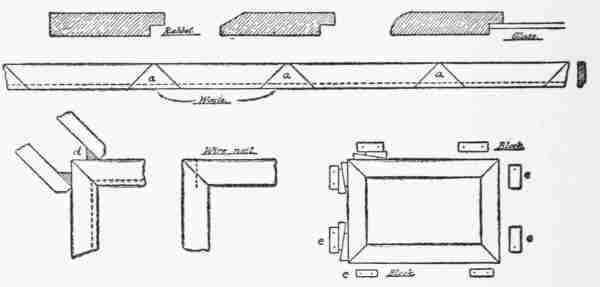 Rabbet.
Glass.
a a a
Waste.
d
Wire nail.
Block
e
e
e
e
e Block